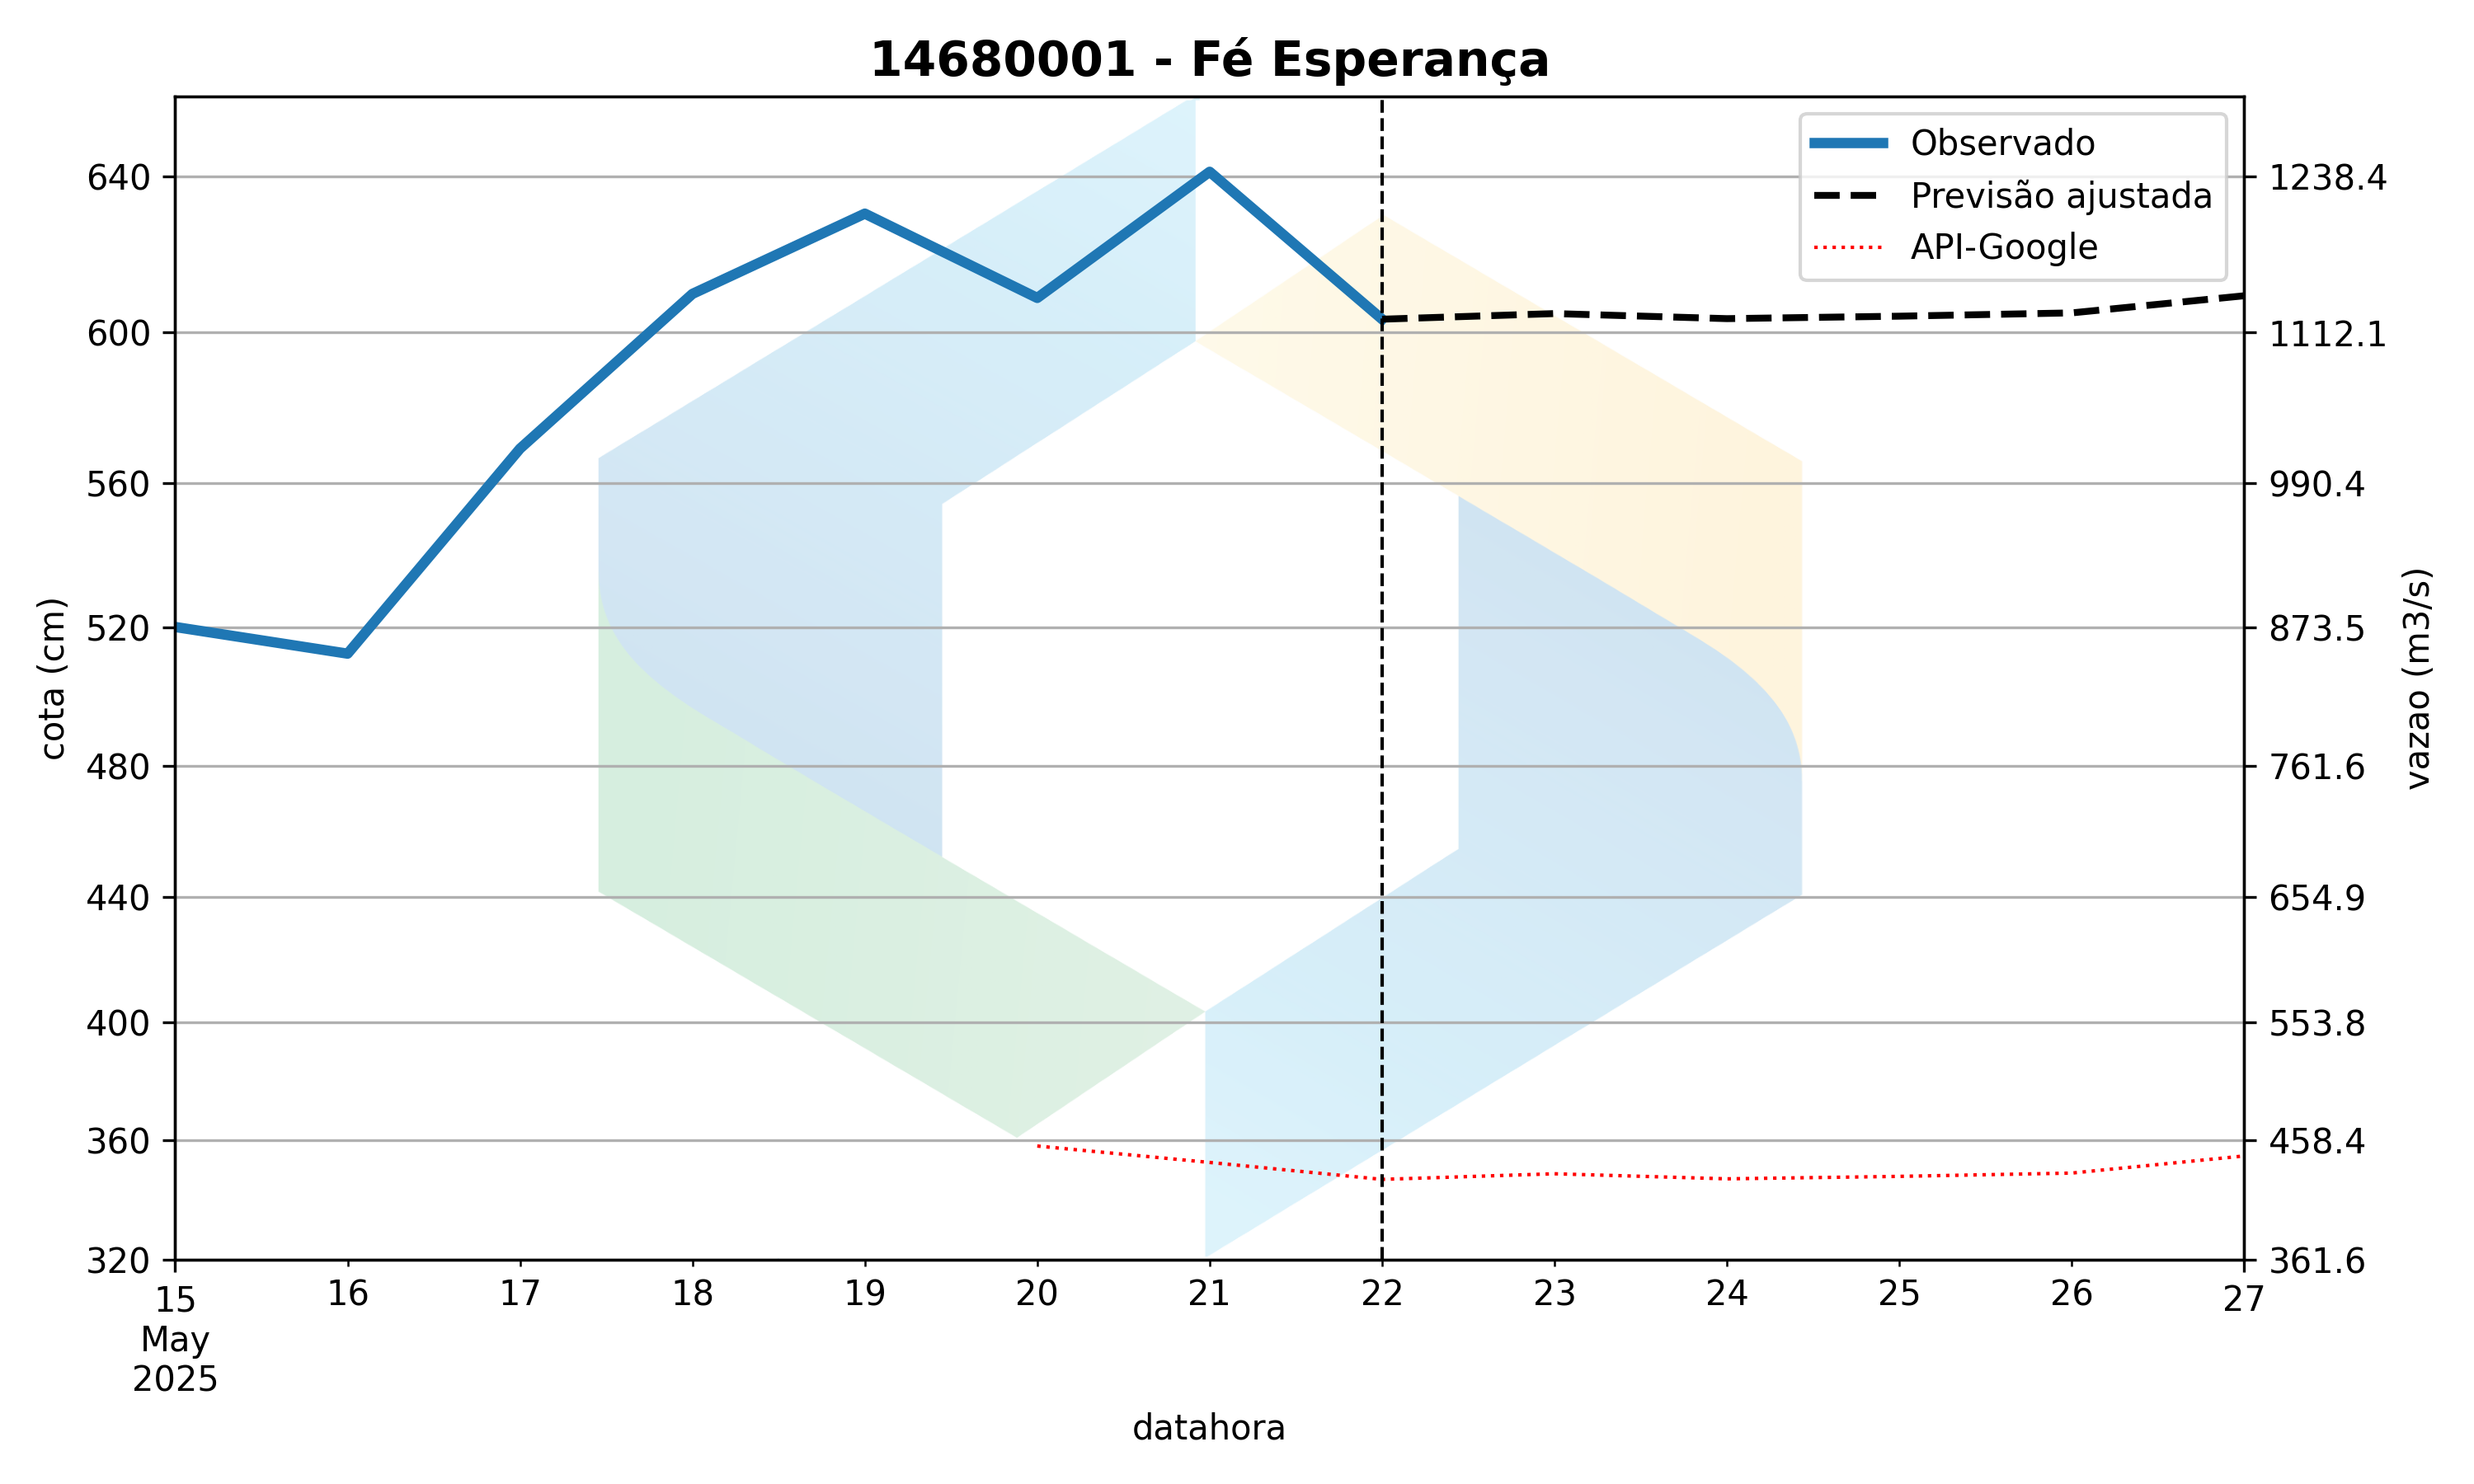 14680001 - Fé Esperança
Observado
Previsão ajustada
API-Google
640
600
560
520
480
440
400
360
320
cota (cm)
1238.4
1112.1
990.4
873.5
761.6
654.9
553.8
458.4
361.6
vazao (m3/s)
15 16 17 18 19 20 21 22 23 24 25 26 27
May
2025
datahora